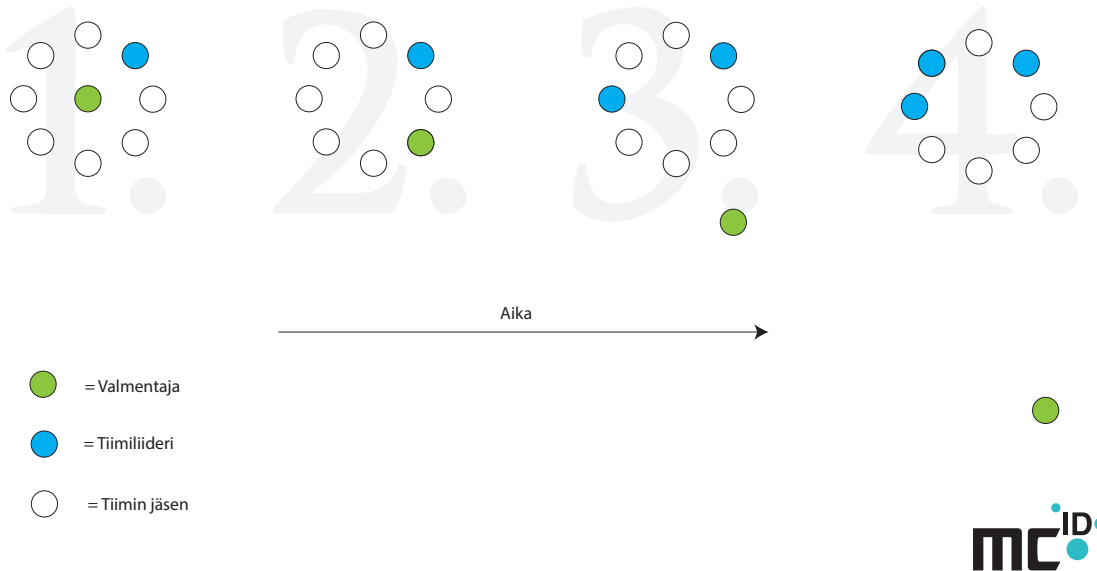 1.
2.
3.
4.
Aika
= Valmentaja
= Tiimiliideri
= Tiimin jäsen
mc ID